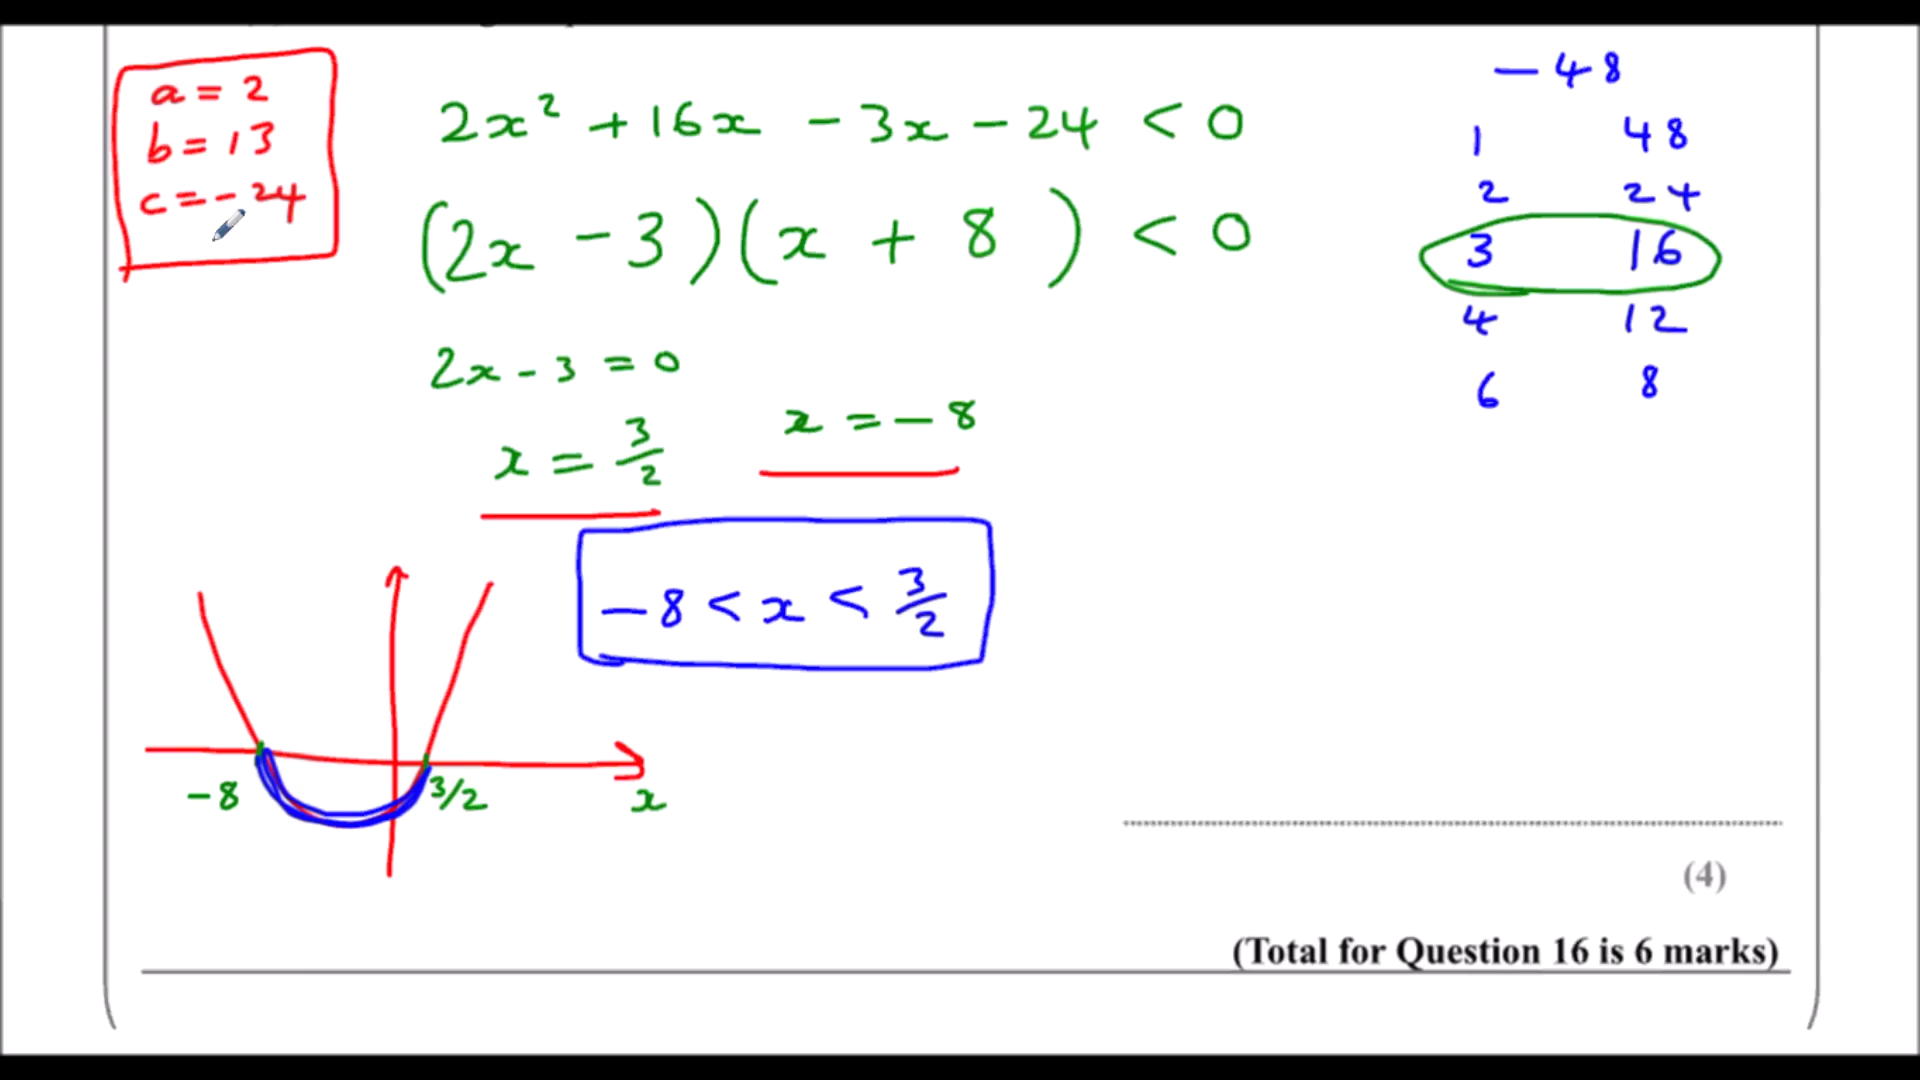 a = 2
b = 13
c = -24
2x² + 16x - 3x - 24 < 0
(2x - 3)(x + 8) < 0
2x - 3 = 0
x = 3/2
x = -8
-8 < x < 3/2
-48
1 48
2 24
3 16
4 12
6 8
-8
3/2
x
(4)
(Total for Question 16 is 6 marks)